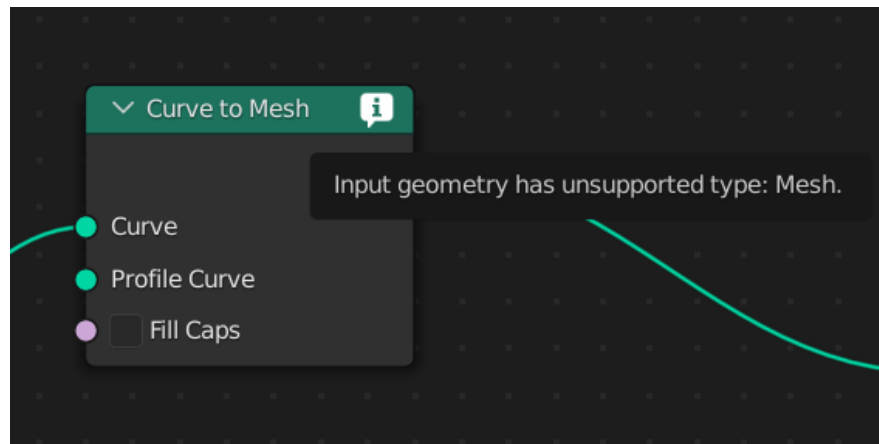 Curve to Mesh
Input geometry has unsupported type: Mesh.
Curve
Profile Curve
Fill Caps